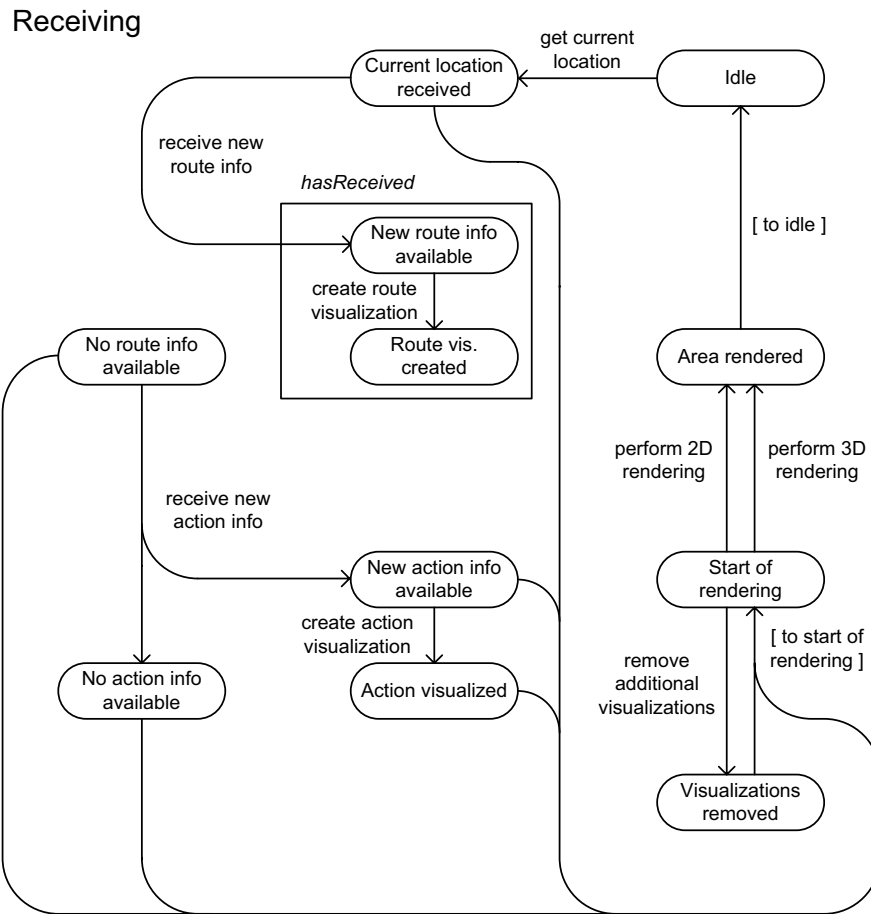 Receiving
get current
location
Current location
received
Idle
receive new
route info
hasReceived
New route info
available
[ to idle ]
create route
visualization
No route info
available
Route vis.
created
Area rendered
perform 2D
rendering
perform 3D
rendering
receive new
action info
New action info
available
Start of
rendering
create action
visualization
[ to start of
rendering ]
remove
additional
visualizations
No action info
available
Action visualized
Visualizations
removed